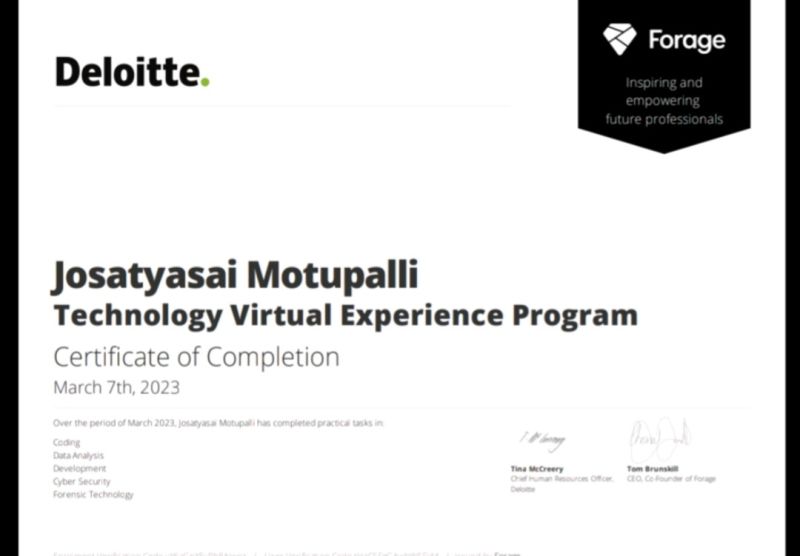 Deloitte.
Forage
Inspiring and
empowering
future professionals
Josatyasai Motupalli
Technology Virtual Experience Program
Certificate of Completion
March 7th, 2023
Over the period of March 2023, Josatyasai Motupalli has completed practical tasks in:
Coding
Data Analysis
Development
Cyber Security
Forensic Technology
Tina McCreery
Chief Human Resources Officer,
Deloitte
Tom Brunskill
CEO, Co-Founder of Forage